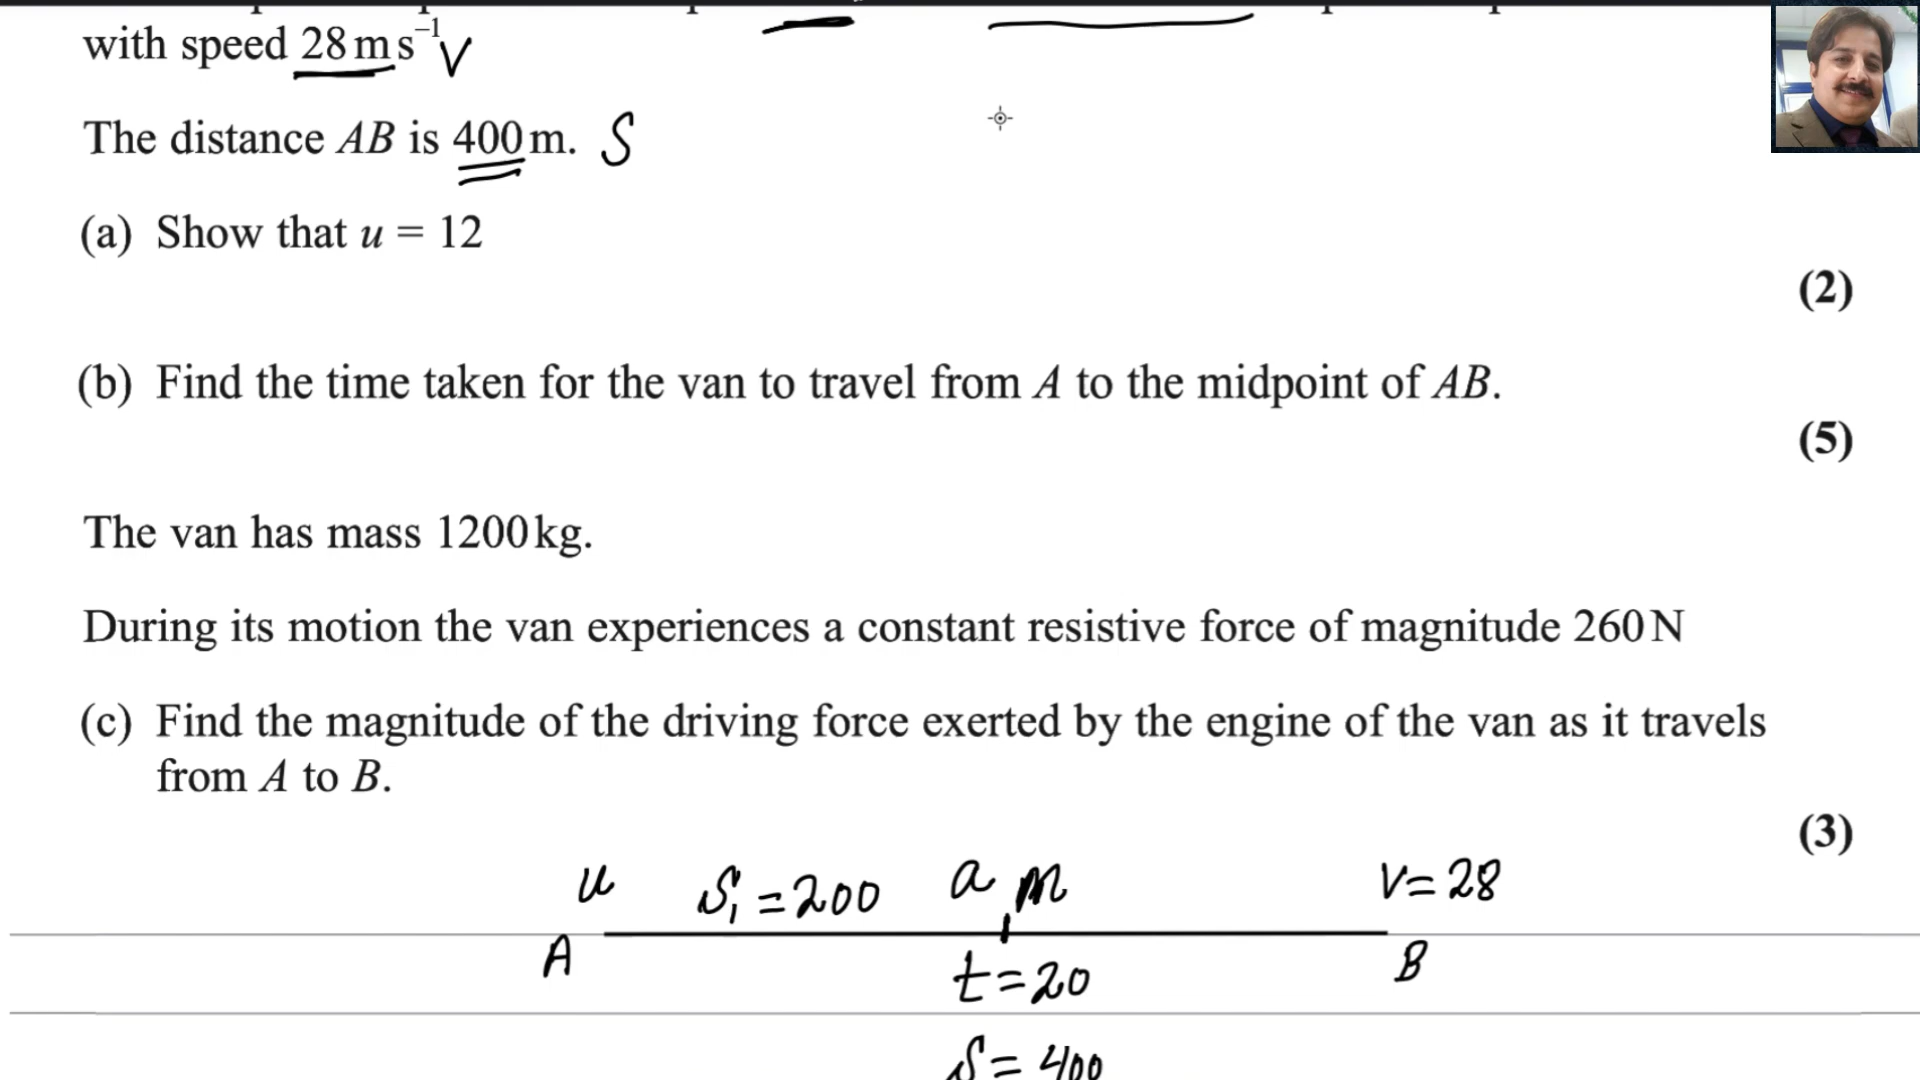 with speed 28 m s⁻¹ V
The distance AB is 400 m. S
(a) Show that u = 12
(2)
(b) Find the time taken for the van to travel from A to the midpoint of AB.
(5)
The van has mass 1200 kg.
During its motion the van experiences a constant resistive force of magnitude 260 N
(c) Find the magnitude of the driving force exerted by the engine of the van as it travels
from A to B.
(3)
u S₁ = 200 a m V = 28
A B
t = 20
S = 400